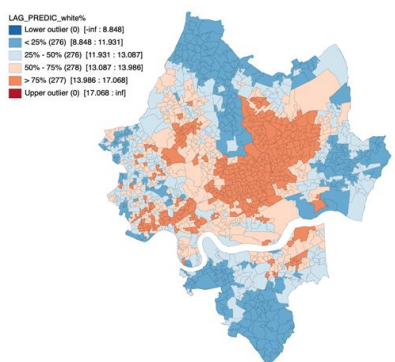 LAG_PREDIC_white%
Lower outlier (0) [-inf : 8.848]
< 25% (276) [8.848 : 11.931]
25% - 50% (276) [11.931 : 13.087]
50% - 75% (278) [13.087 : 13.986]
> 75% (277) [13.986 : 17.068]
Upper outlier (0) [17.068 : inf]